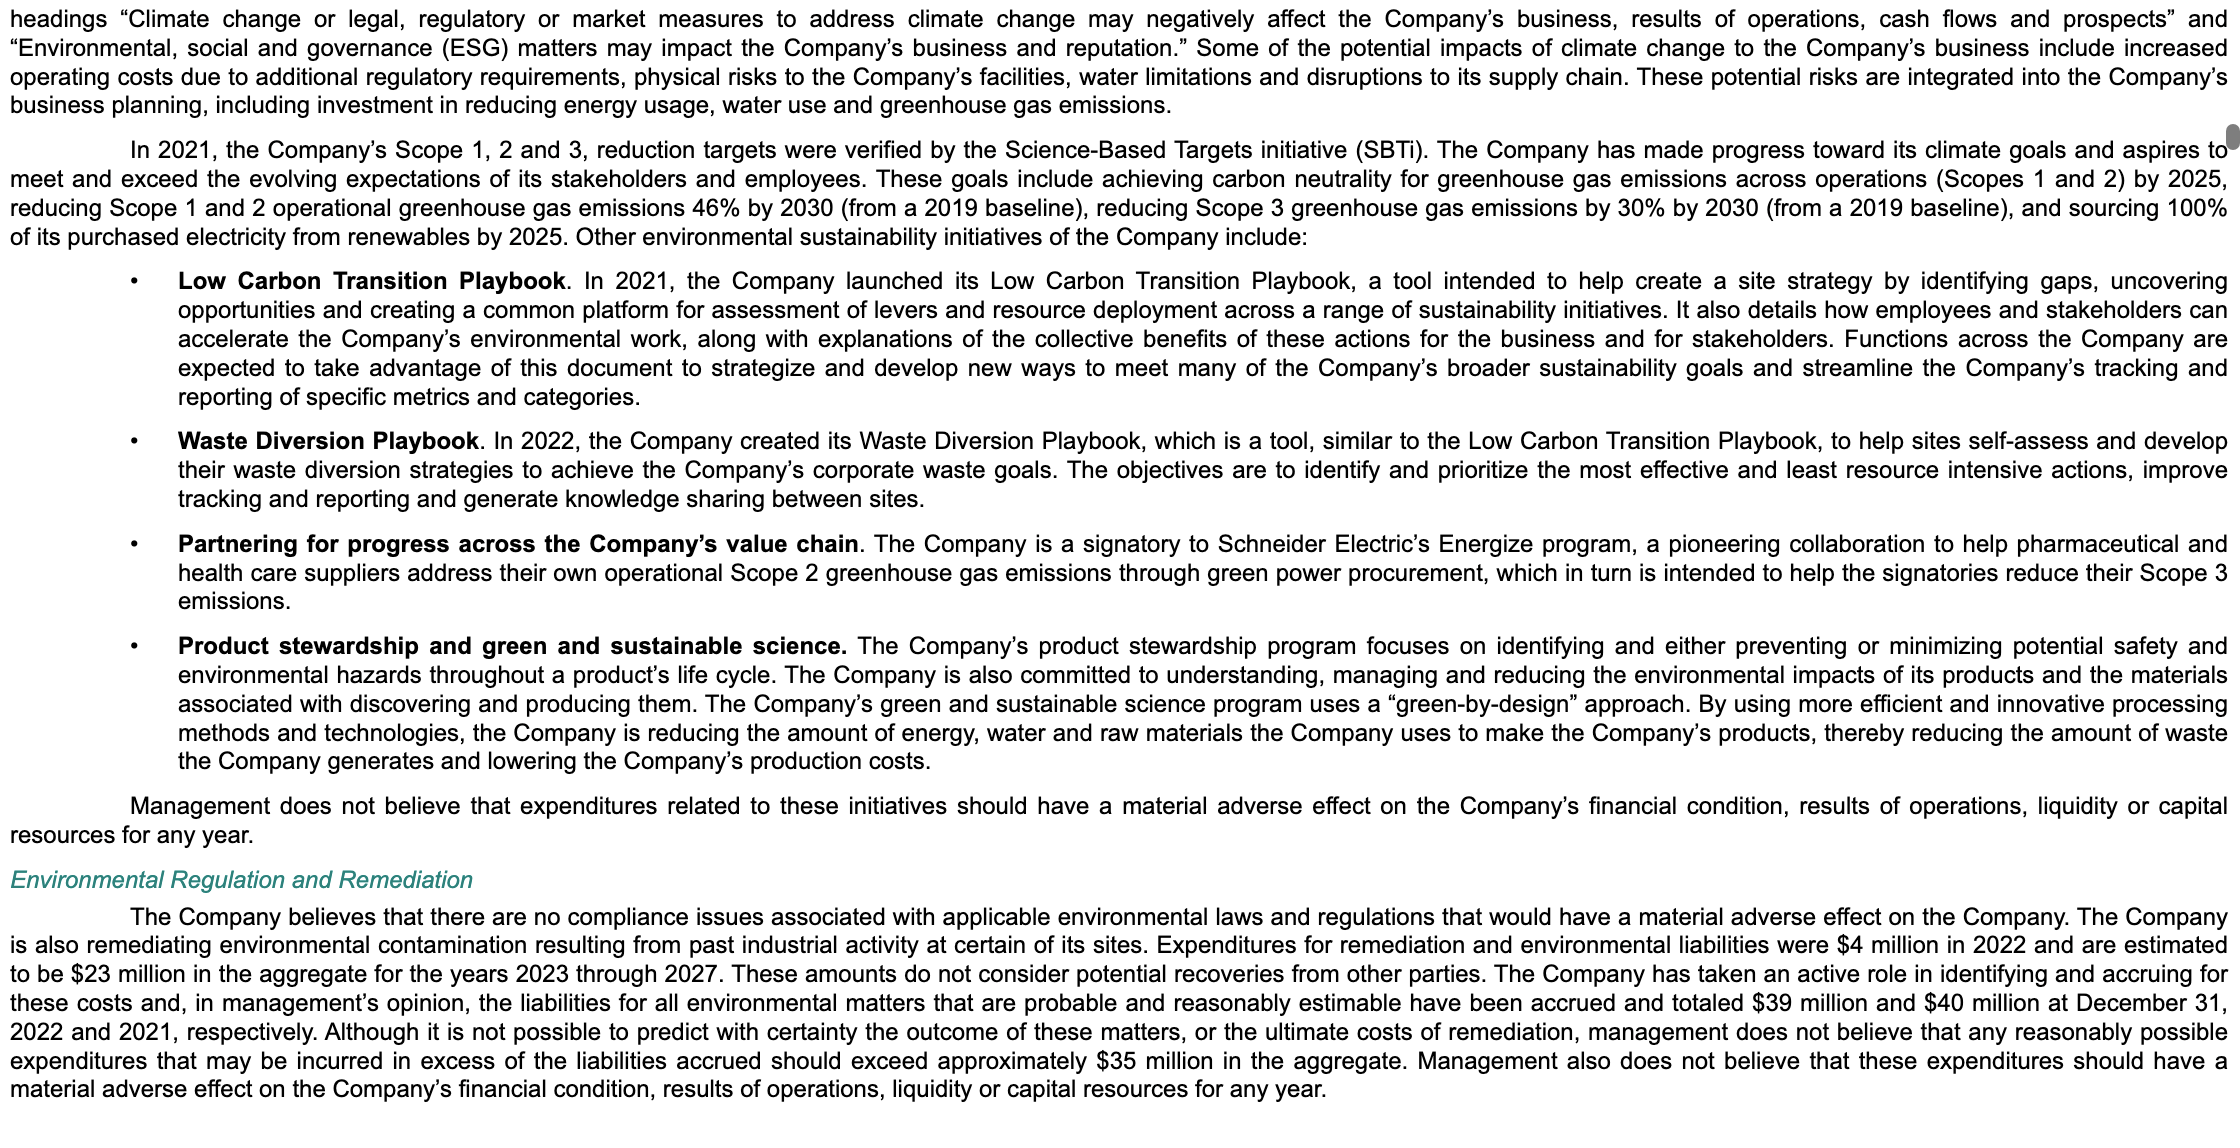 headings “Climate change or legal, regulatory or market measures to address climate change may negatively affect the Company’s business, results of operations, cash flows and prospects” and
“Environmental, social and governance (ESG) matters may impact the Company’s business and reputation.” Some of the potential impacts of climate change to the Company’s business include increased
operating costs due to additional regulatory requirements, physical risks to the Company’s facilities, water limitations and disruptions to its supply chain. These potential risks are integrated into the Company’s
business planning, including investment in reducing energy usage, water use and greenhouse gas emissions.
In 2021, the Company’s Scope 1, 2 and 3, reduction targets were verified by the Science-Based Targets initiative (SBTi). The Company has made progress toward its climate goals and aspires to
meet and exceed the evolving expectations of its stakeholders and employees. These goals include achieving carbon neutrality for greenhouse gas emissions across operations (Scopes 1 and 2) by 2025,
reducing Scope 1 and 2 operational greenhouse gas emissions 46% by 2030 (from a 2019 baseline), reducing Scope 3 greenhouse gas emissions by 30% by 2030 (from a 2019 baseline), and sourcing 100%
of its purchased electricity from renewables by 2025. Other environmental sustainability initiatives of the Company include:
• Low Carbon Transition Playbook. In 2021, the Company launched its Low Carbon Transition Playbook, a tool intended to help create a site strategy by identifying gaps, uncovering
opportunities and creating a common platform for assessment of levers and resource deployment across a range of sustainability initiatives. It also details how employees and stakeholders can
accelerate the Company’s environmental work, along with explanations of the collective benefits of these actions for the business and for stakeholders. Functions across the Company are
expected to take advantage of this document to strategize and develop new ways to meet many of the Company’s broader sustainability goals and streamline the Company’s tracking and
reporting of specific metrics and categories.
• Waste Diversion Playbook. In 2022, the Company created its Waste Diversion Playbook, which is a tool, similar to the Low Carbon Transition Playbook, to help sites self-assess and develop
their waste diversion strategies to achieve the Company’s corporate waste goals. The objectives are to identify and prioritize the most effective and least resource intensive actions, improve
tracking and reporting and generate knowledge sharing between sites.
• Partnering for progress across the Company’s value chain. The Company is a signatory to Schneider Electric’s Energize program, a pioneering collaboration to help pharmaceutical and
health care suppliers address their own operational Scope 2 greenhouse gas emissions through green power procurement, which in turn is intended to help the signatories reduce their Scope 3
emissions.
• Product stewardship and green and sustainable science. The Company’s product stewardship program focuses on identifying and either preventing or minimizing potential safety and
environmental hazards throughout a product’s life cycle. The Company is also committed to understanding, managing and reducing the environmental impacts of its products and the materials
associated with discovering and producing them. The Company’s green and sustainable science program uses a “green-by-design” approach. By using more efficient and innovative processing
methods and technologies, the Company is reducing the amount of energy, water and raw materials the Company uses to make the Company’s products, thereby reducing the amount of waste
the Company generates and lowering the Company’s production costs.
Management does not believe that expenditures related to these initiatives should have a material adverse effect on the Company’s financial condition, results of operations, liquidity or capital
resources for any year.
Environmental Regulation and Remediation
The Company believes that there are no compliance issues associated with applicable environmental laws and regulations that would have a material adverse effect on the Company. The Company
is also remediating environmental contamination resulting from past industrial activity at certain of its sites. Expenditures for remediation and environmental liabilities were $4 million in 2022 and are estimated
to be $23 million in the aggregate for the years 2023 through 2027. These amounts do not consider potential recoveries from other parties. The Company has taken an active role in identifying and accruing for
these costs and, in management’s opinion, the liabilities for all environmental matters that are probable and reasonably estimable have been accrued and totaled $39 million and $40 million at December 31,
2022 and 2021, respectively. Although it is not possible to predict with certainty the outcome of these matters, or the ultimate costs of remediation, management does not believe that any reasonably possible
expenditures that may be incurred in excess of the liabilities accrued should exceed approximately $35 million in the aggregate. Management also does not believe that these expenditures should have a
material adverse effect on the Company’s financial condition, results of operations, liquidity or capital resources for any year.